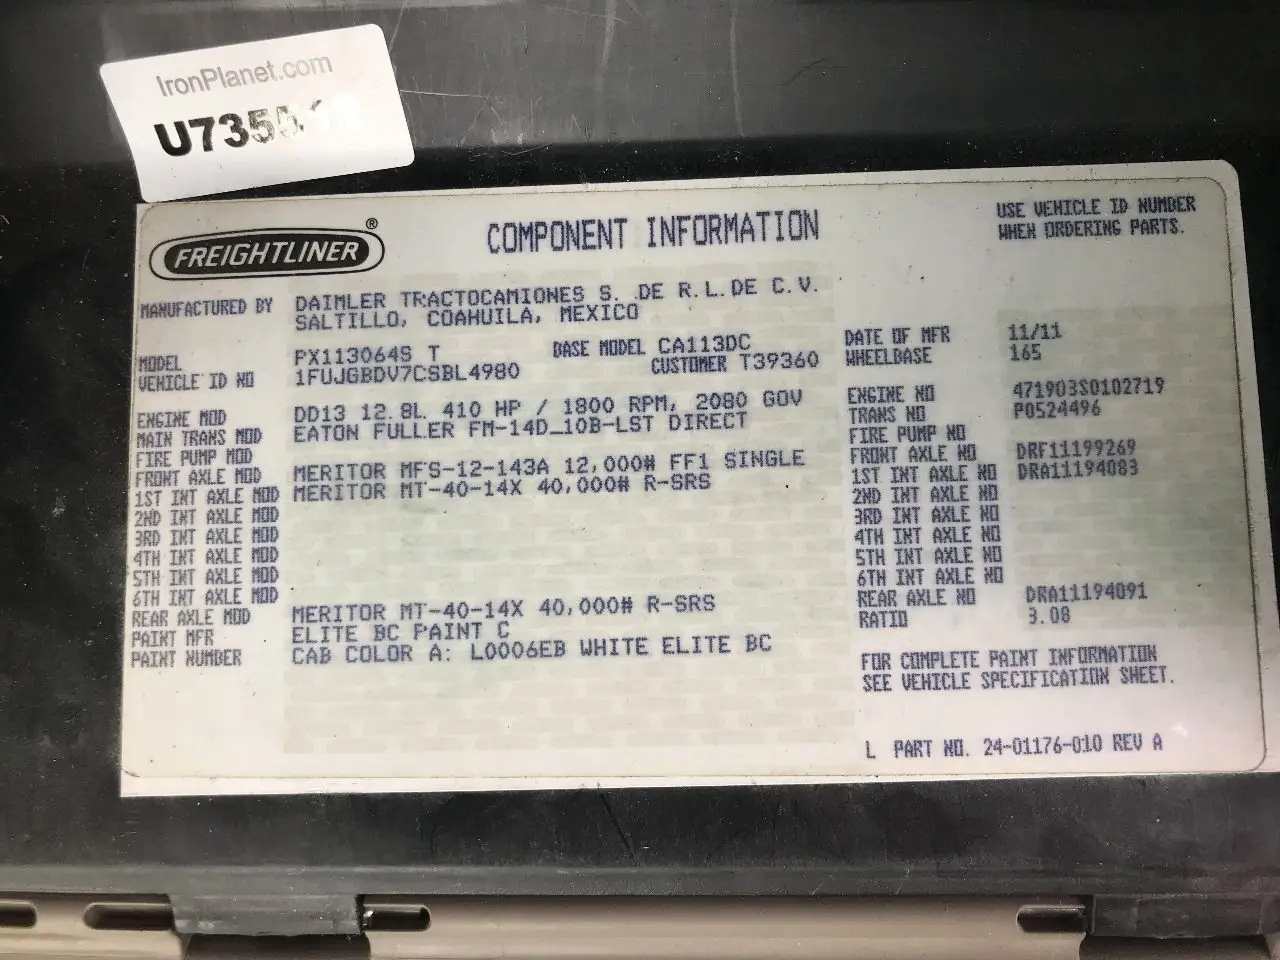 IronPlanet.com
FREIGHTLINER®
COMPONENT INFORMATION
USE VEHICLE ID NUMBER
WHEN ORDERING PARTS.
MANUFACTURED BY DAIMLER TRACTOCAMIONES S. DE R.L.DE C.V.
SALTILLO, COAHUILA, MEXICO
MODEL PX113064S T BASE MODEL CA113DC DATE OF MFR 11/11
VEHICLE ID NO 1FUJGBDV7CSBL4980 CUSTOMER T39360 WHEELBASE 165
ENGINE MOD DD13 12.8L 410 HP / 1800 RPM, 2080 GOV ENGINE NO 471903S0102719
MAIN TRANS MOD EATON FULLER FM-14D_10B-LST DIRECT TRANS NO P0524496
FIRE PUMP MOD FIRE PUMP NO
FRONT AXLE MOD MERITOR MFS-12-143A 12,000# FF1 SINGLE FRONT AXLE NO DRF11199269
1ST INT AXLE MOD MERITOR MT-40-14X 40,000# R-SRS 1ST INT AXLE NO DRA11194083
2ND INT AXLE MOD 2ND INT AXLE NO
3RD INT AXLE MOD 3RD INT AXLE NO
4TH INT AXLE MOD 4TH INT AXLE NO
5TH INT AXLE MOD 5TH INT AXLE NO
6TH INT AXLE MOD 6TH INT AXLE NO
REAR AXLE MOD MERITOR MT-40-14X 40,000# R-SRS REAR AXLE NO DRA11194091
PAINT MFR ELITE BC PAINT C RATIO 3.08
PAINT NUMBER CAB COLOR A: L0006EB WHITE ELITE BC
FOR COMPLETE PAINT INFORMATION
SEE VEHICLE SPECIFICATION SHEET.
L PART NO. 24-01176-010 REV A